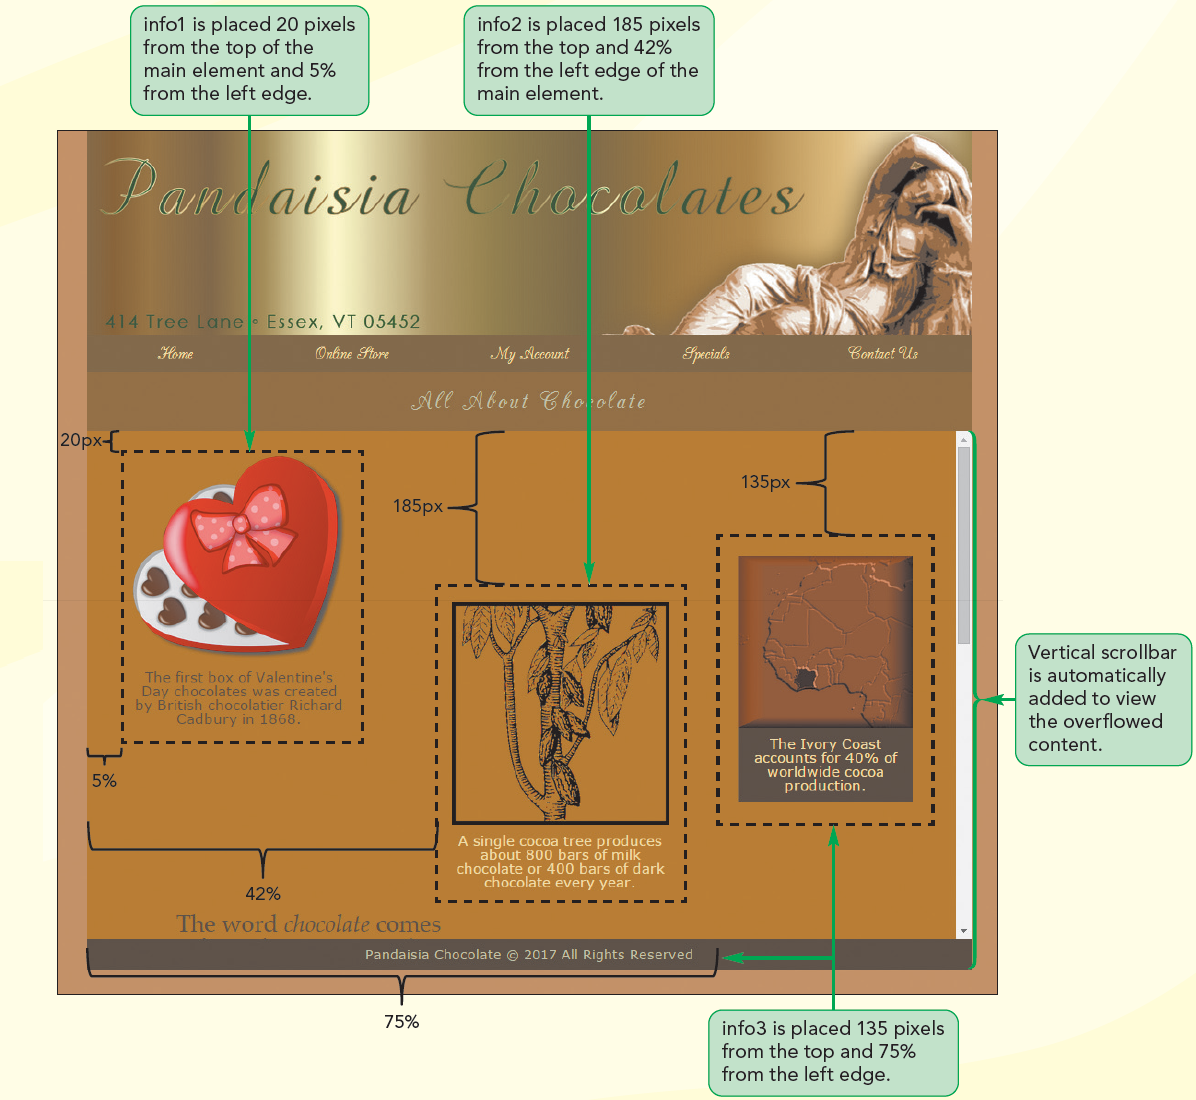 info1 is placed 20 pixels
from the top of the
main element and 5%
from the left edge.
info2 is placed 185 pixels
from the top and 42%
from the left edge of the
main element.
Pandaisia Chocolates
414 Tree Lane ◦ Essex, VT 05452
Home Online Store My Account Specials Contact Us
All About Chocolate
20px
185px
135px
The first box of Valentine's
Day chocolates was created
by British chocolatier Richard
Cadbury in 1868.
5%
42%
A single cocoa tree produces
about 800 bars of milk
chocolate or 400 bars of dark
chocolate every year.
The Ivory Coast
accounts for 40% of
worldwide cocoa
production.
Vertical scrollbar
is automatically
added to view
the overflowed
content.
The word chocolate comes
Pandaisia Chocolate © 2017 All Rights Reserved
75%
info3 is placed 135 pixels
from the top and 75%
from the left edge.